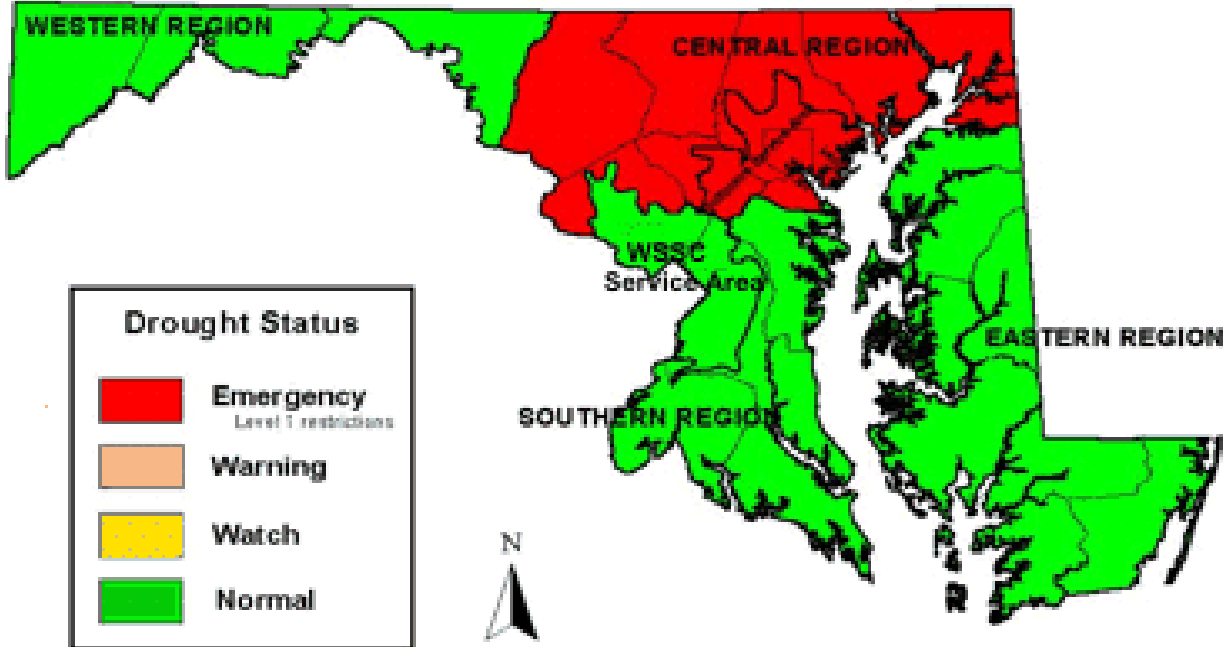 WESTERN REGION
CENTRAL REGION
WSSC
Service Area
EASTERN REGION
SOUTHERN REGION
Drought Status
Emergency
Level 1 restrictions
Warning
Watch
Normal
N